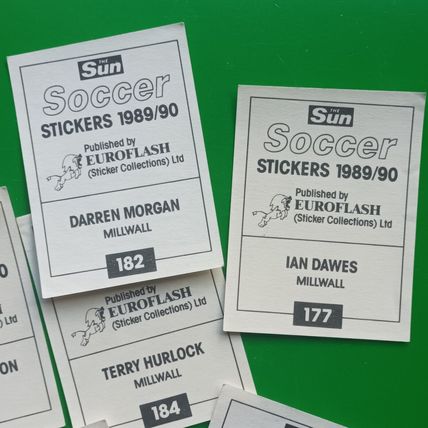 THE
Sun
Soccer
STICKERS 1989/90
Published by
EUROFLASH
(Sticker Collections) Ltd
DARREN MORGAN
MILLWALL
182
THE
Sun
Soccer
STICKERS 1989/90
Published by
EUROFLASH
(Sticker Collections) Ltd
IAN DAWES
MILLWALL
177
Published by
EUROFLASH
(Sticker Collections) Ltd
TERRY HURLOCK
MILLWALL
184
Ltd
ON